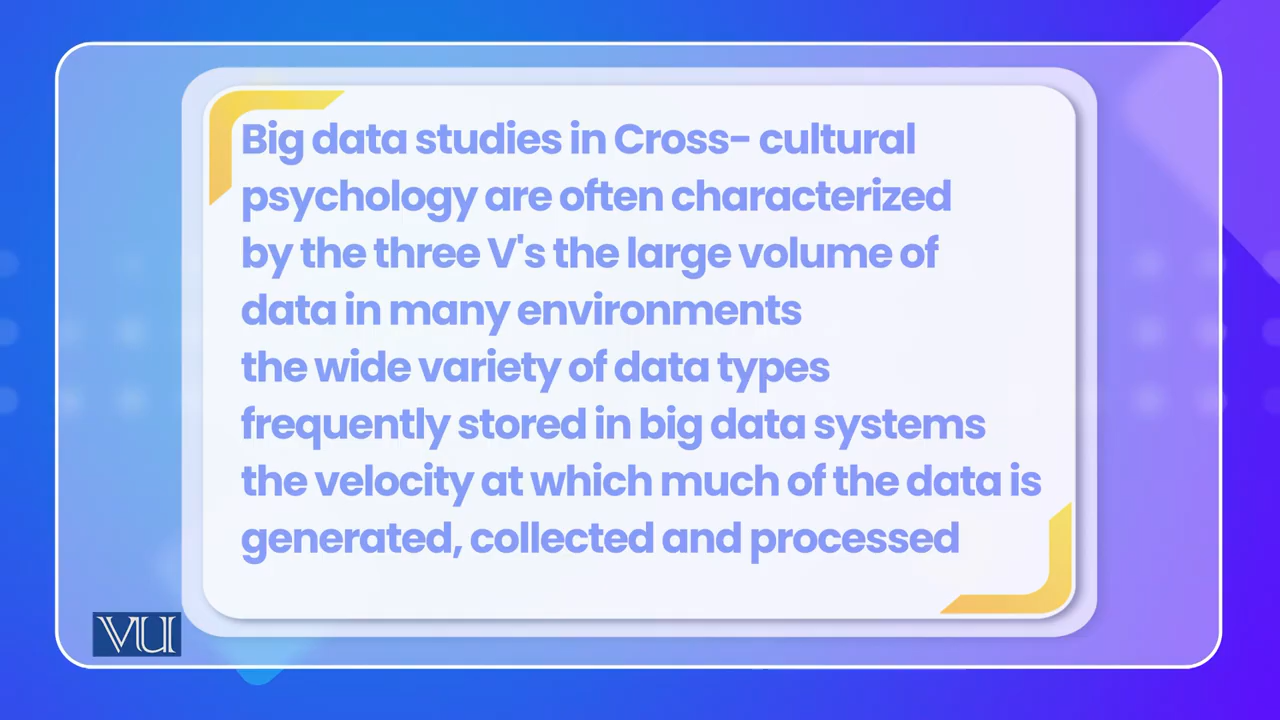 Big data studies in Cross- cultural
psychology are often characterized
by the three V's the large volume of
data in many environments
the wide variety of data types
frequently stored in big data systems
the velocity at which much of the data is
generated, collected and processed
VU